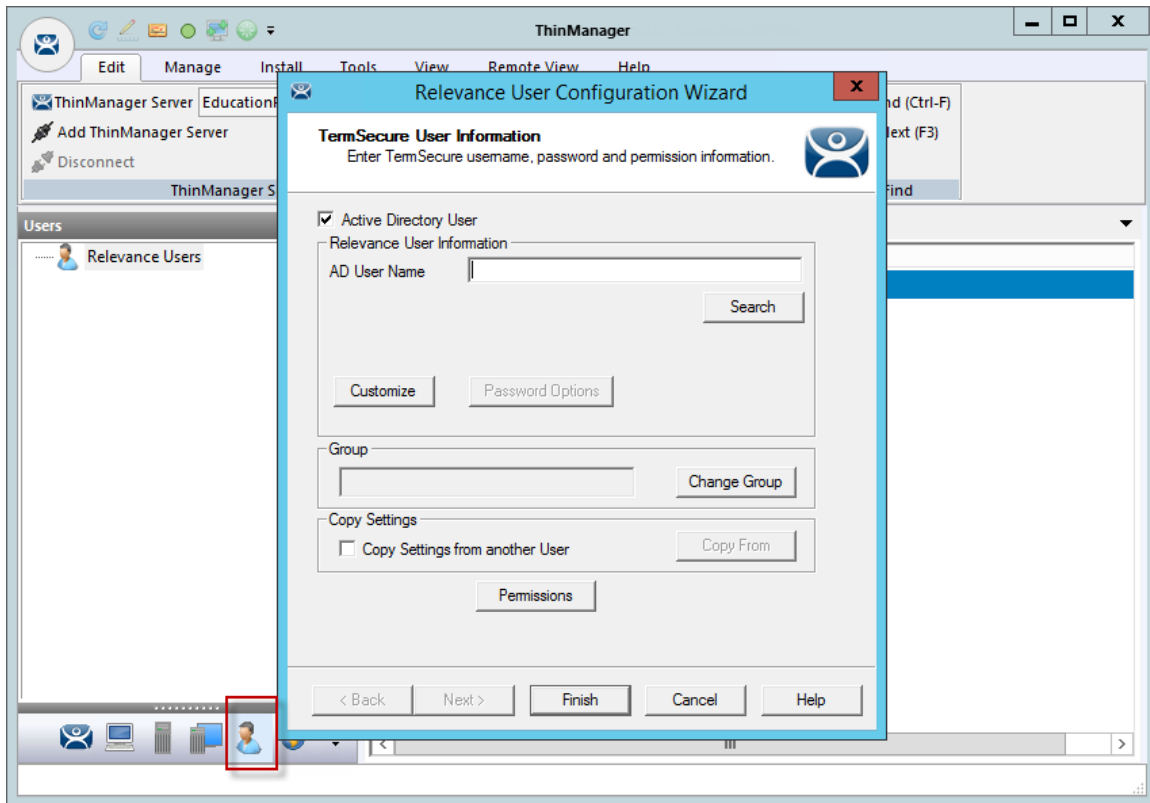 ThinManager
Edit Manage Install Tools View Remote View Help
ThinManager Server
Add ThinManager Server
Disconnect
(Ctrl-F)
(F3)
Users
Relevance Users
Relevance User Configuration Wizard
TermSecure User Information
Enter TermSecure username, password and permission information.
Active Directory User
Relevance User Information
AD User Name
Search
Customize
Password Options
Group
Change Group
Copy Settings
Copy Settings from another User
Copy From
Permissions
< Back
Next >
Finish
Cancel
Help